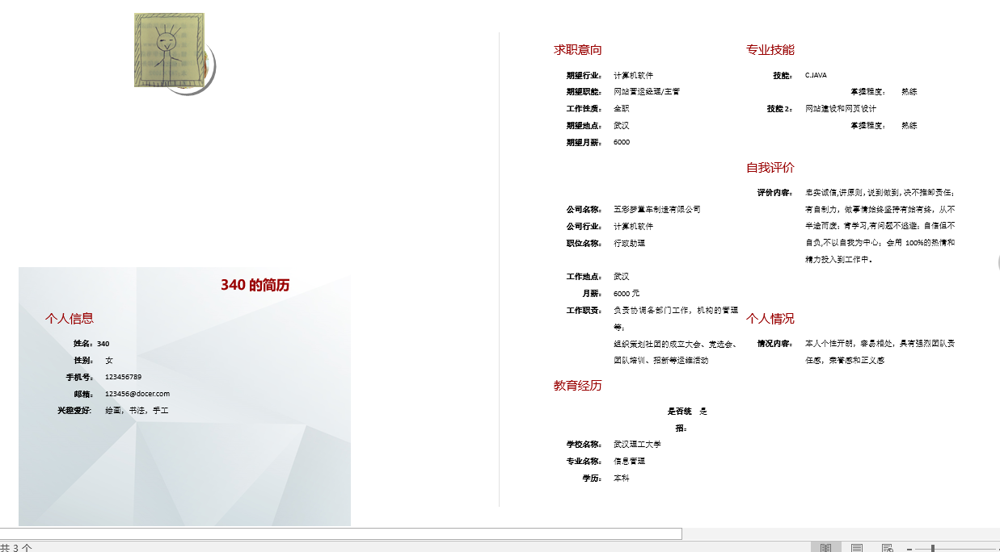 340 的简历
个人信息
姓名: 340
性别: 女
手机号: 123456789
邮箱: 123456@docer.com
兴趣爱好: 绘画，书法，手工
求职意向
期望行业: 计算机软件
期望职能: 网站营运经理/主管
工作性质: 全职
期望地点: 武汉
期望月薪: 6000
公司名称: 五彩梦童车制造有限公司
公司行业: 计算机软件
职位名称: 行政助理
工作地点: 武汉
月薪: 6000 元
工作职责: 负责协调各部门工作，机构的管理
等;
组织策划社团的成立大会、竞选会、
团队培训、招新等运维活动
教育经历
是否统 是
招:
学校名称: 武汉理工大学
专业名称: 信息管理
学历: 本科
专业技能
技能: C.JAVA
掌握程度: 熟练
技能 2: 网站建设和网页设计
掌握程度: 熟练
自我评价
评价内容: 忠实诚信,讲原则,说到做到,决不推卸责任;
有自制力，做事情始终坚持有始有终，从不
半途而废; 肯学习,有问题不逃避; 自信但不
自负,不以自我为中心; 会用 100%的热情和
精力投入到工作中。
个人情况
情况内容: 本人个性开朗，容易相处，具有强烈团队责
任感，荣誉感和正义感
共 3 个